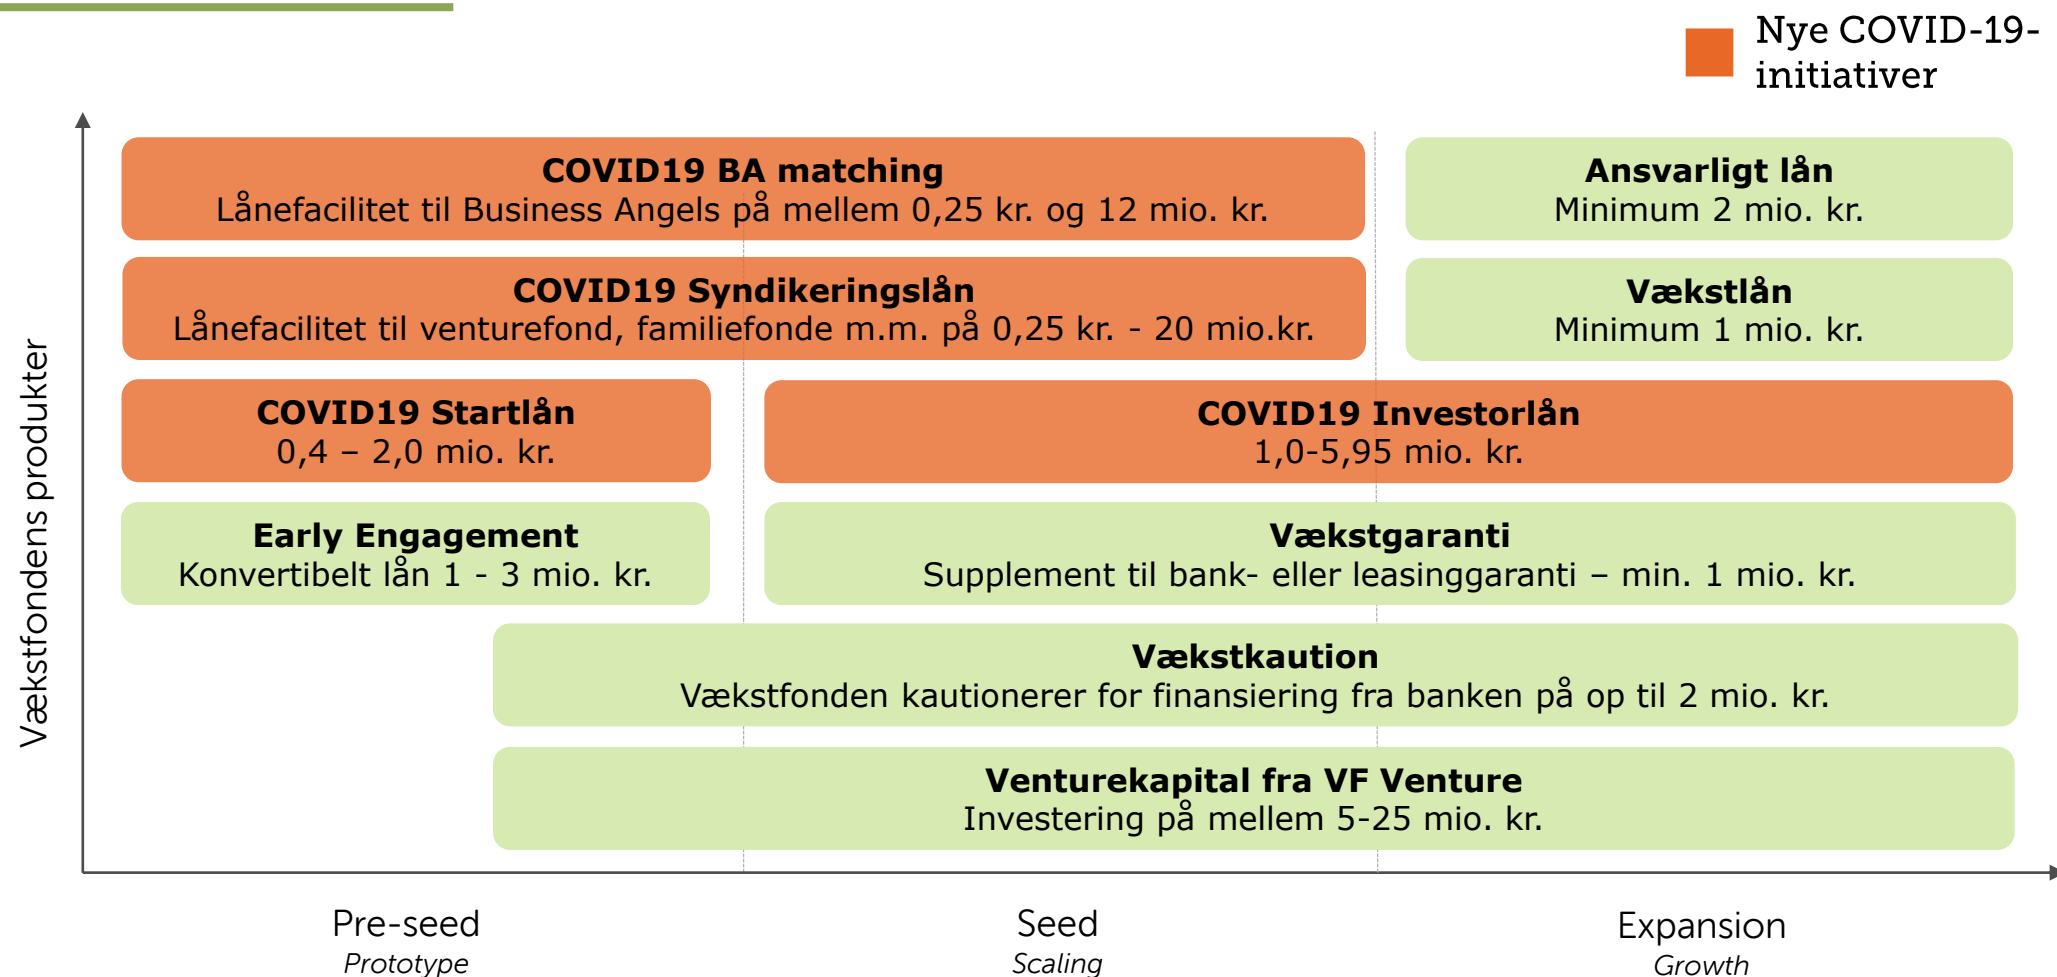 Nye COVID-19-
initiativer
Vækstfondens produkter
COVID19 BA matching
Lånefacilitet til Business Angels på mellem 0,25 kr. og 12 mio. kr.
Ansvarligt lån
Minimum 2 mio. kr.
COVID19 Syndikeringslån
Lånefacilitet til venturefond, familiefonde m.m. på 0,25 kr. - 20 mio.kr.
Vækstlån
Minimum 1 mio. kr.
COVID19 Startlån
0,4 – 2,0 mio. kr.
COVID19 Investorlån
1,0-5,95 mio. kr.
Early Engagement
Konvertibelt lån 1 - 3 mio. kr.
Vækstgaranti
Supplement til bank- eller leasinggaranti – min. 1 mio. kr.
Vækstkaution
Vækstfonden kautionerer for finansiering fra banken på op til 2 mio. kr.
Venturekapital fra VF Venture
Investering på mellem 5-25 mio. kr.
Pre-seed
Prototype
Seed
Scaling
Expansion
Growth